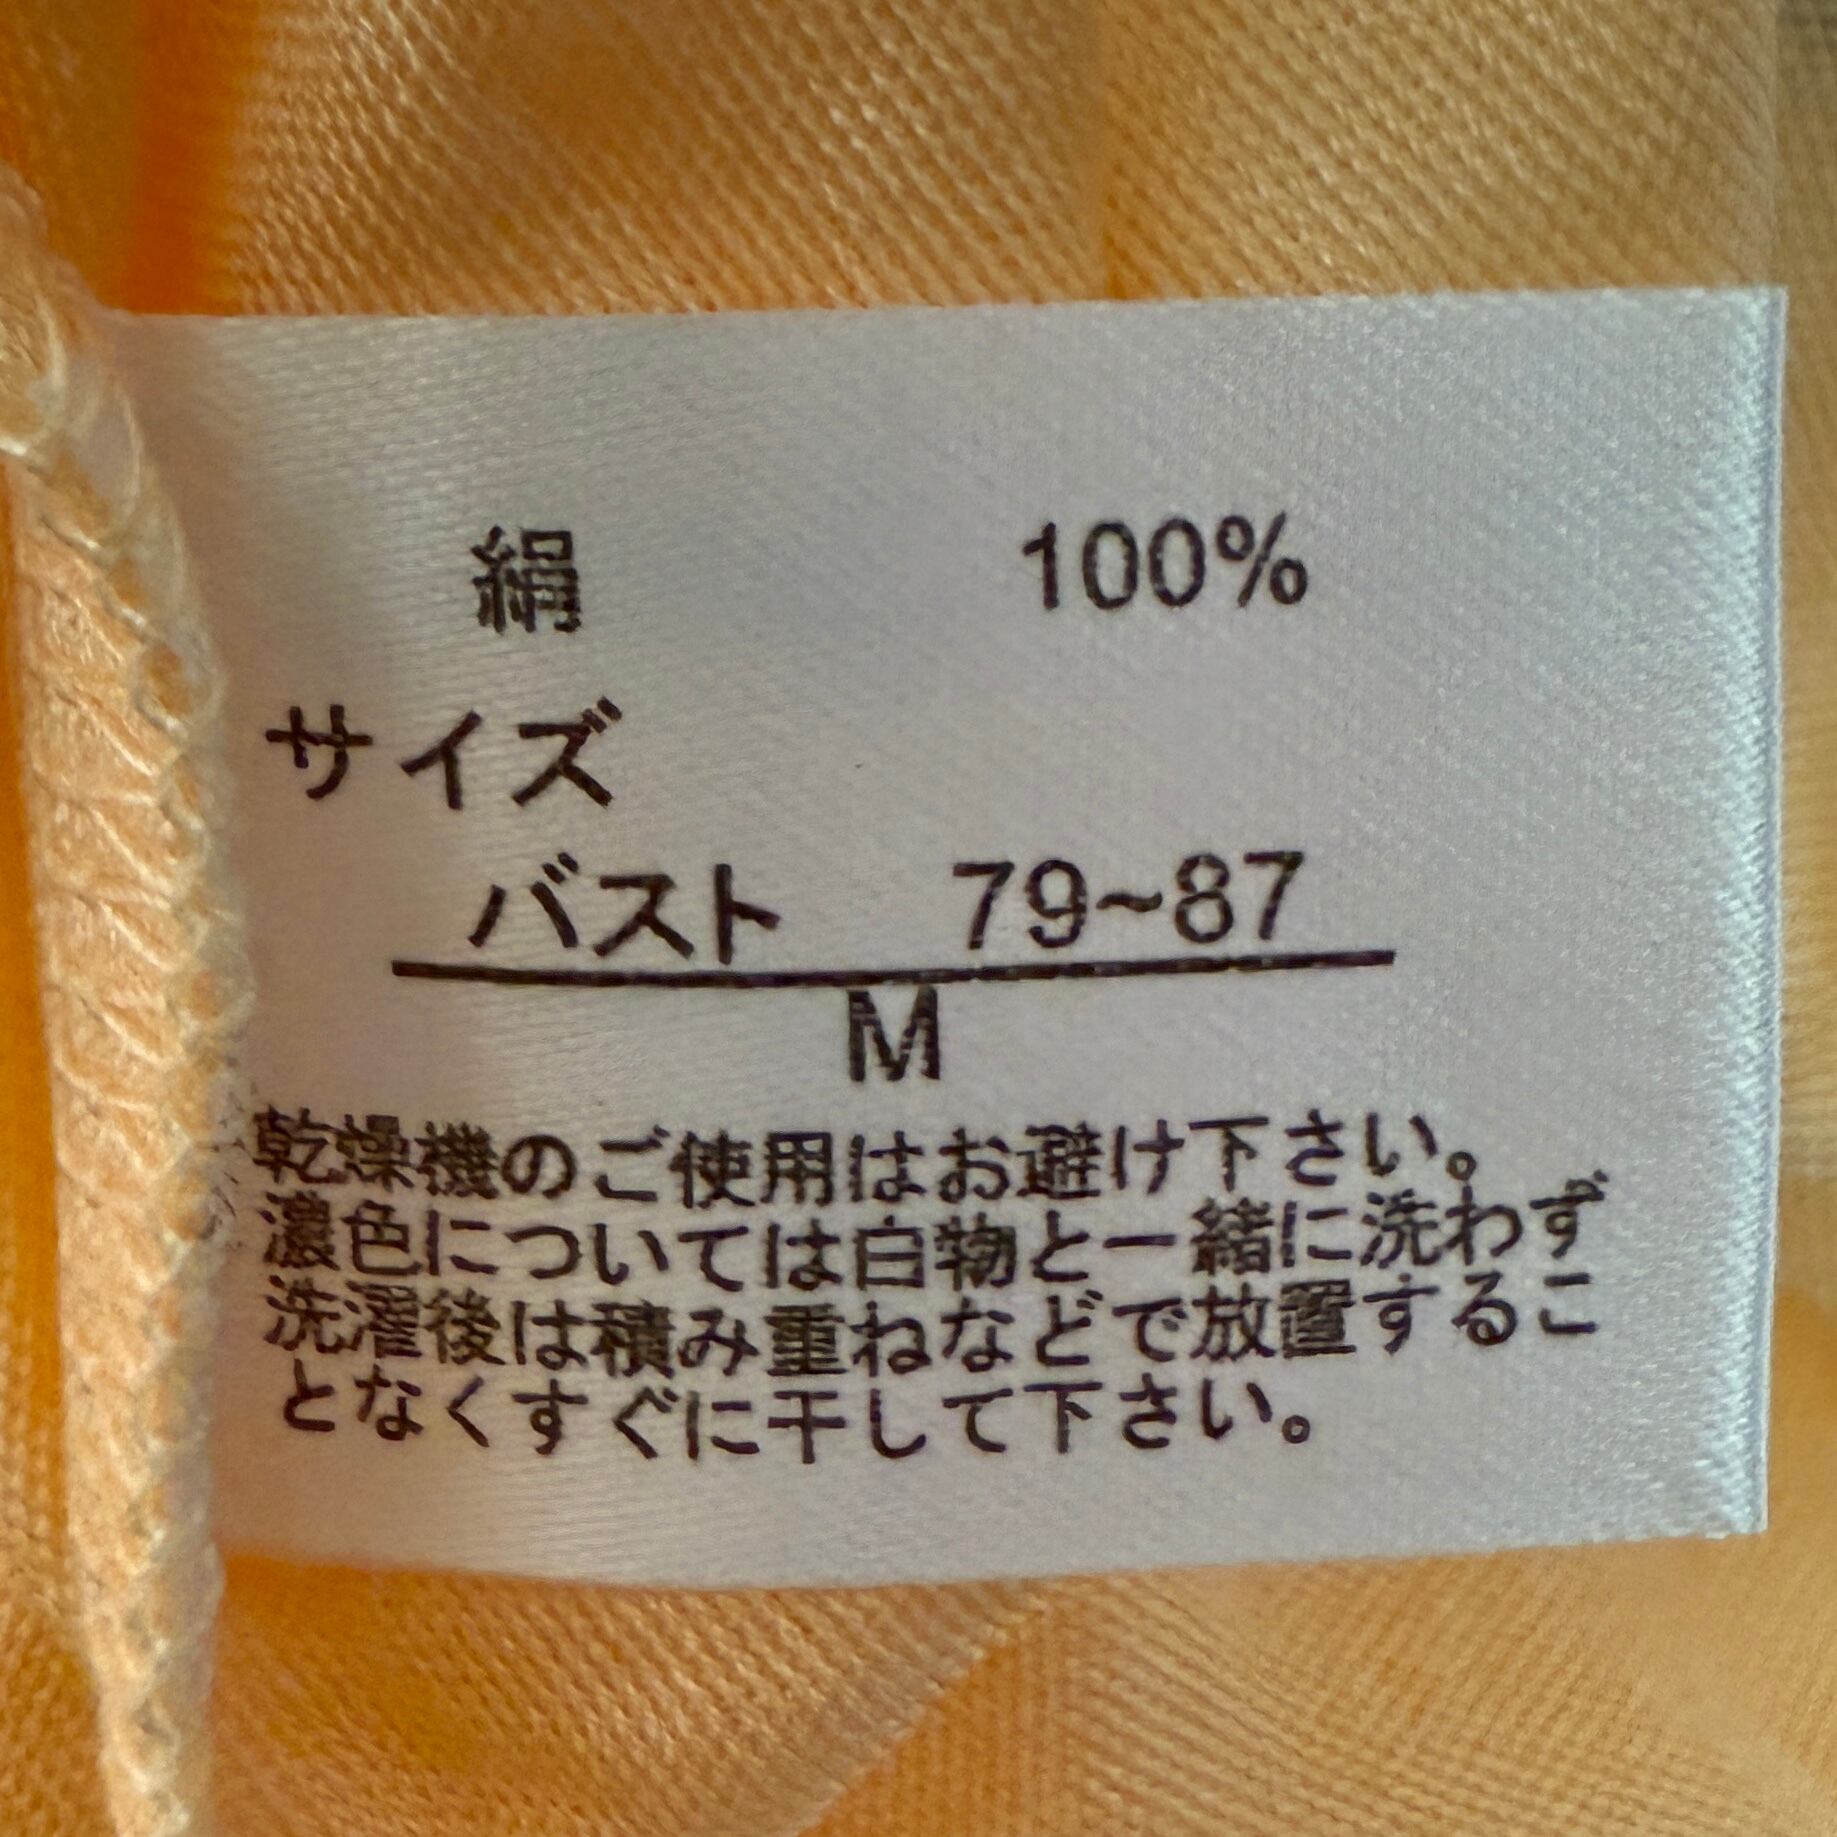 絹 100%
サイズ
バスト 79~87
M
乾燥機のご使用はお避け下さい。
濃色については白物と一緒に洗わず
洗濯後は積み重ねなどで放置するこ
となくすぐに干して下さい。